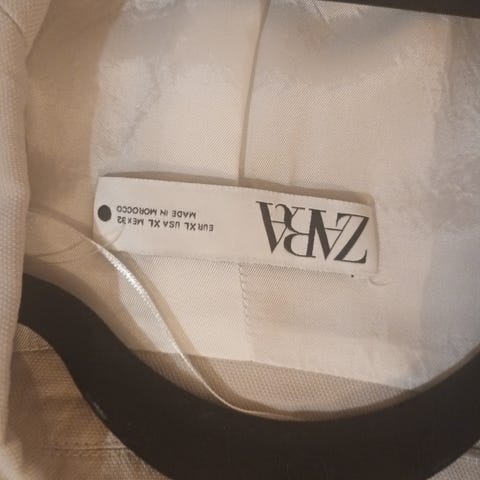 ZARA
EUR XL USA XL MEX 32
MADE IN MOROCCO